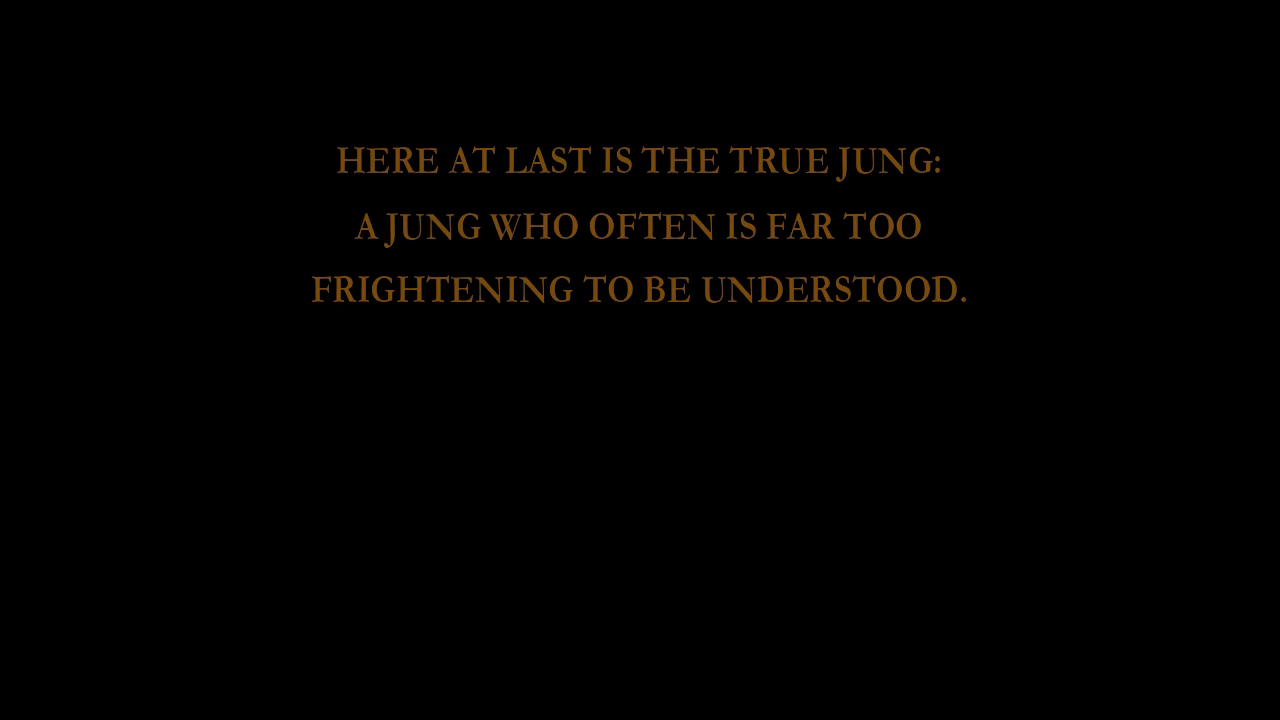 HERE AT LAST IS THE TRUE JUNG:
A JUNG WHO OFTEN IS FAR TOO
FRIGHTENING TO BE UNDERSTOOD.